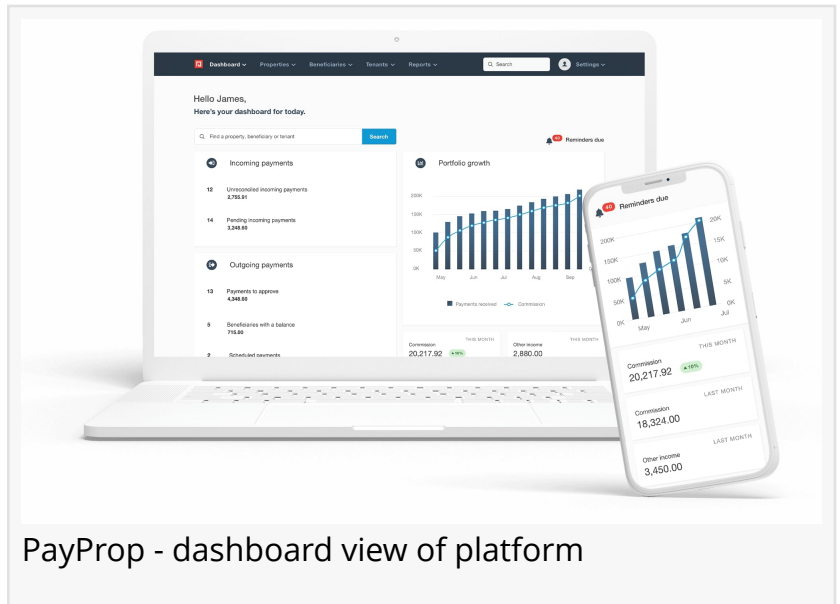 Dashboard Properties Beneficiaries Tenants Reports Search Settings
Hello James,
Here's your dashboard for today.
Find a property, beneficiary or tenant Search
Reminders due
Incoming payments
12 Unreconciled incoming payments
2,755.91
14 Pending incoming payments
3,248.60
Outgoing payments
13 Payments to approve
4,348.60
5 Beneficiaries with a balance
715.00
2 Scheduled payments
Portfolio growth
200K
150K
100K
50K
0K
May Jun Jul Aug Sep
Payments received Commission
THIS MONTH
Commission
20,217.92 10%
THIS MONTH
Other income
2,880.00
40 Reminders due
200K 20K
150K 15K
100K 10K
50K 5K
0K 0K
May Jun Jul
THIS MONTH
Commission
20,217.92 10%
LAST MONTH
Commission
18,324.00
LAST MONTH
Other income
3,450.00
PayProp - dashboard view of platform